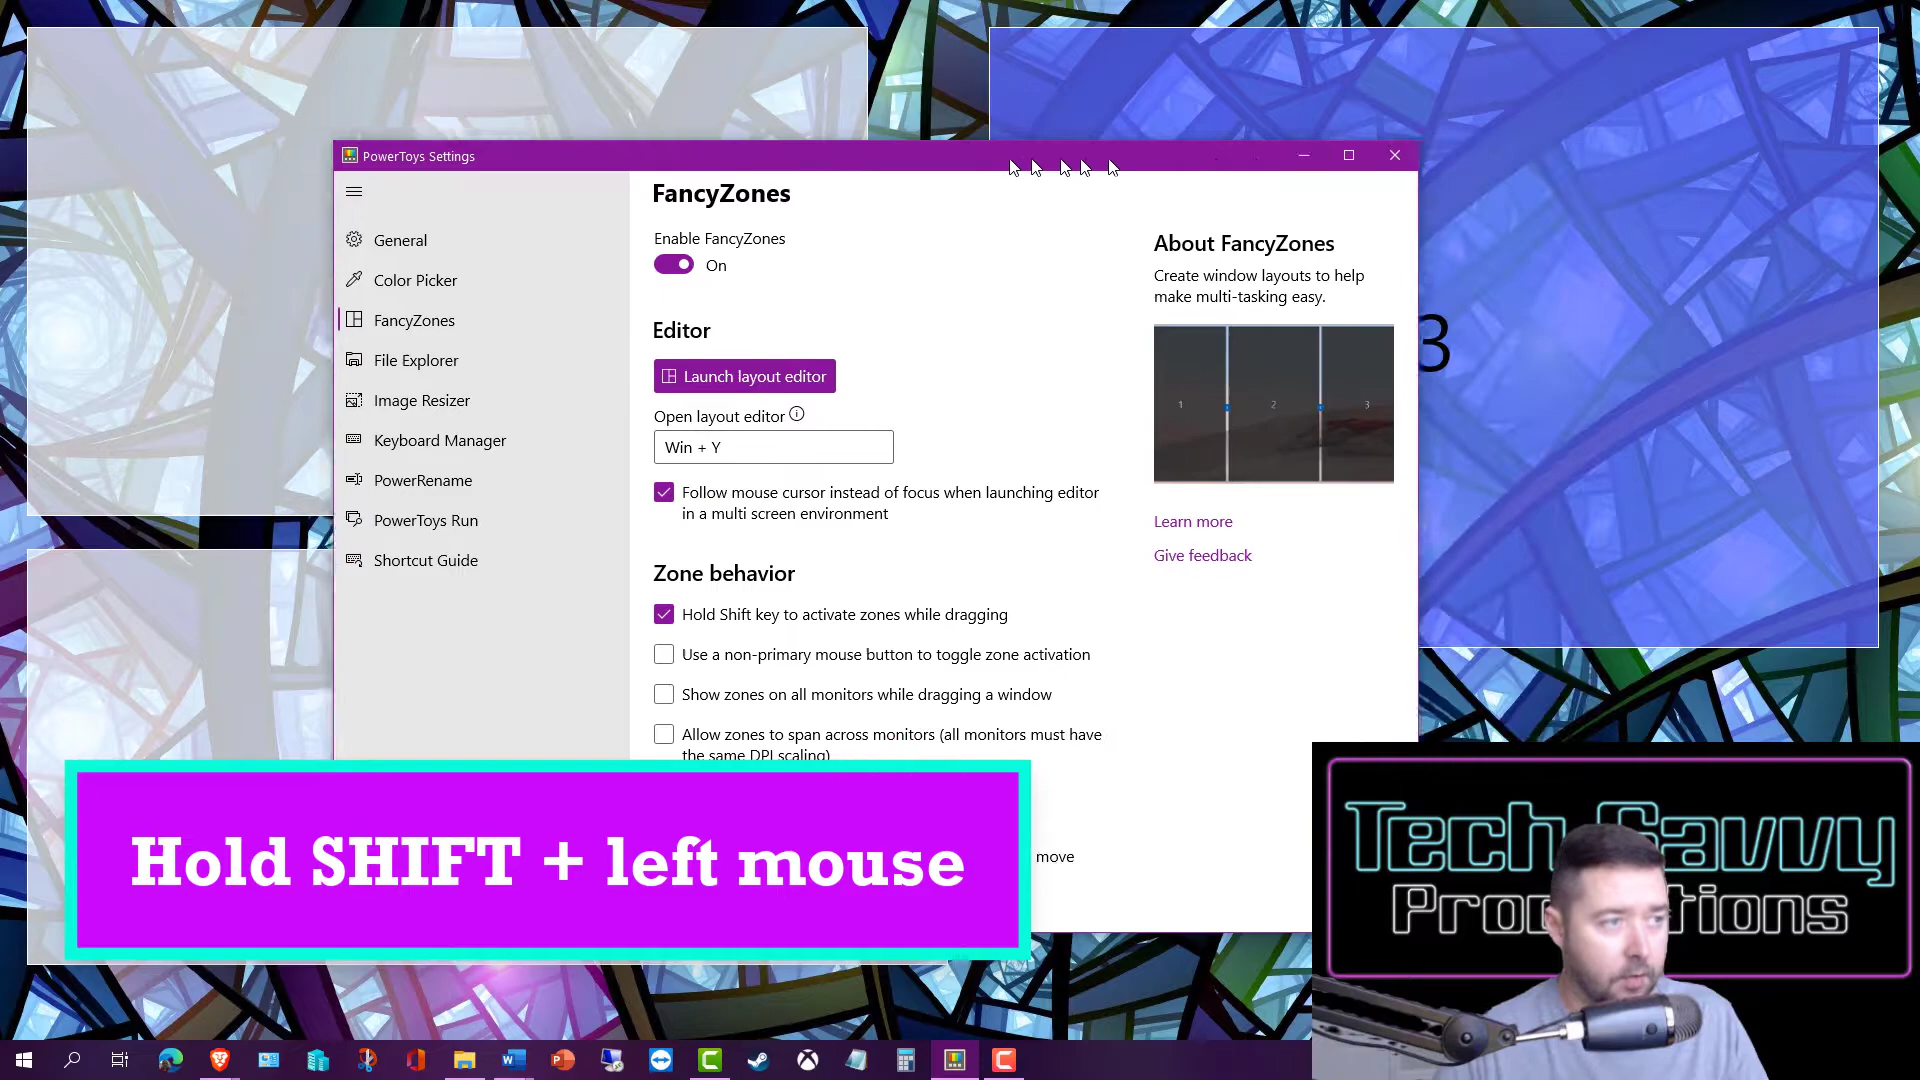 PowerToys Settings
General
Color Picker
FancyZones
File Explorer
Image Resizer
Keyboard Manager
PowerRename
PowerToys Run
Shortcut Guide
FancyZones
Enable FancyZones
On
Editor
Launch layout editor
Open layout editor
Win + Y
Follow mouse cursor instead of focus when launching editor
in a multi screen environment
Zone behavior
Hold Shift key to activate zones while dragging
Use a non-primary mouse button to toggle zone activation
Show zones on all monitors while dragging a window
Allow zones to span across monitors (all monitors must have
the same DPI scaling)
move
About FancyZones
Create window layouts to help
make multi-tasking easy.
1 2 3
Learn more
Give feedback
3
Hold SHIFT + left mouse
Tech Savvy